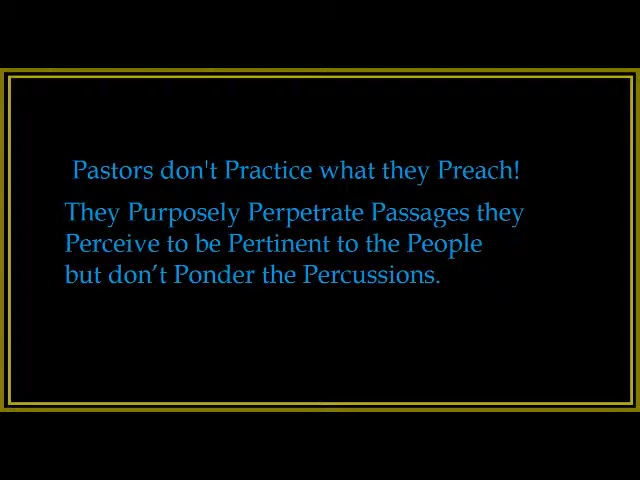 Pastors don't Practice what they Preach!
They Purposely Perpetrate Passages they
Perceive to be Pertinent to the People
but don’t Ponder the Percussions.